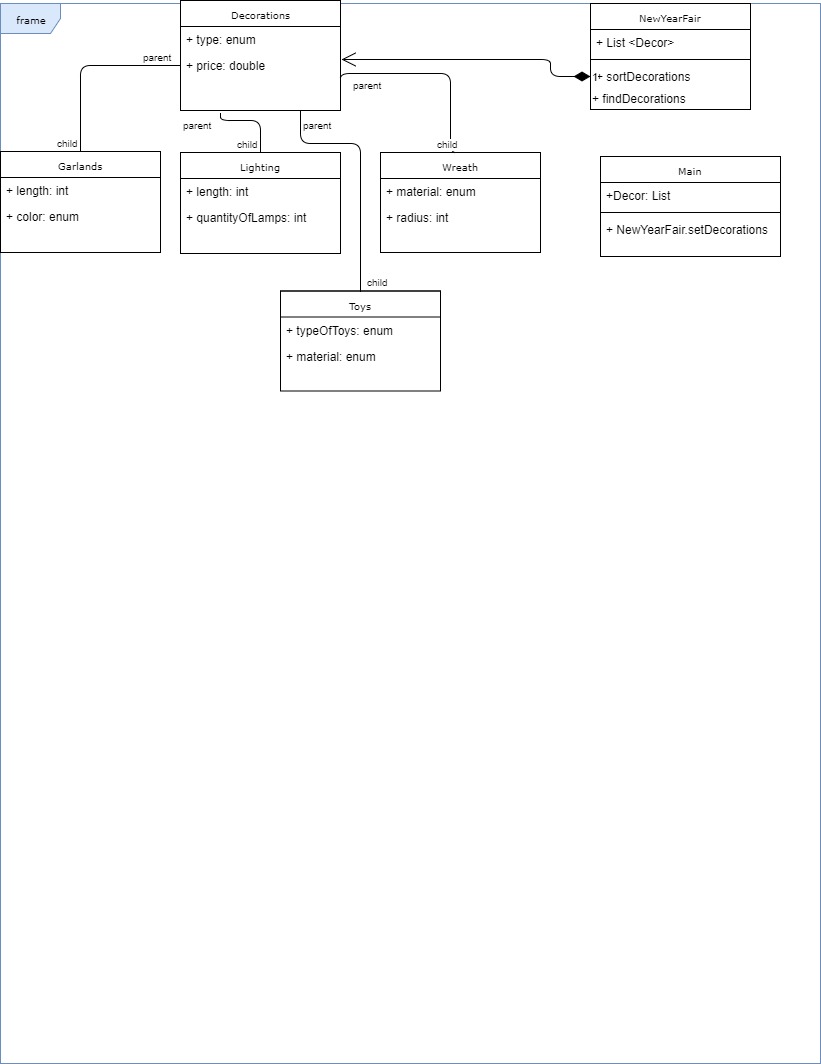 frame
Decorations
+ type: enum
+ price: double
NewYearFair
+ List <Decor>
1+ sortDecorations
+ findDecorations
parent
parent
parent
parent
child
child
child
Garlands
+ length: int
+ color: enum
Lighting
+ length: int
+ quantityOfLamps: int
Wreath
+ material: enum
+ radius: int
Main
+Decor: List
+ NewYearFair.setDecorations
child
Toys
+ typeOfToys: enum
+ material: enum